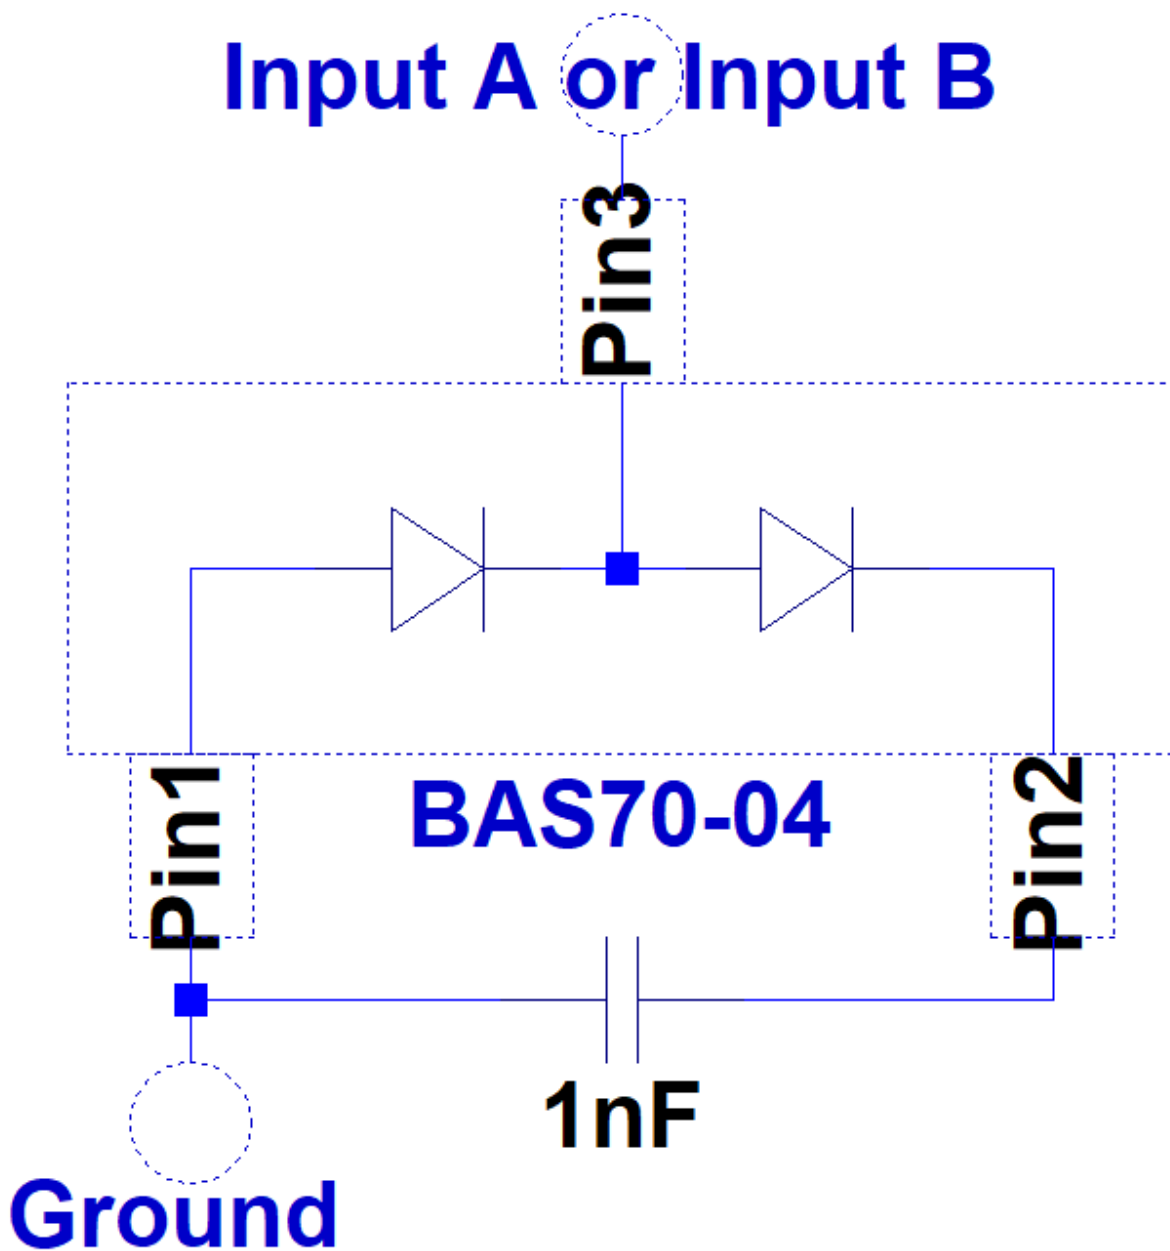 Input A or Input B
Pin3
Pin1
BAS70-04
Pin2
1nF
Ground